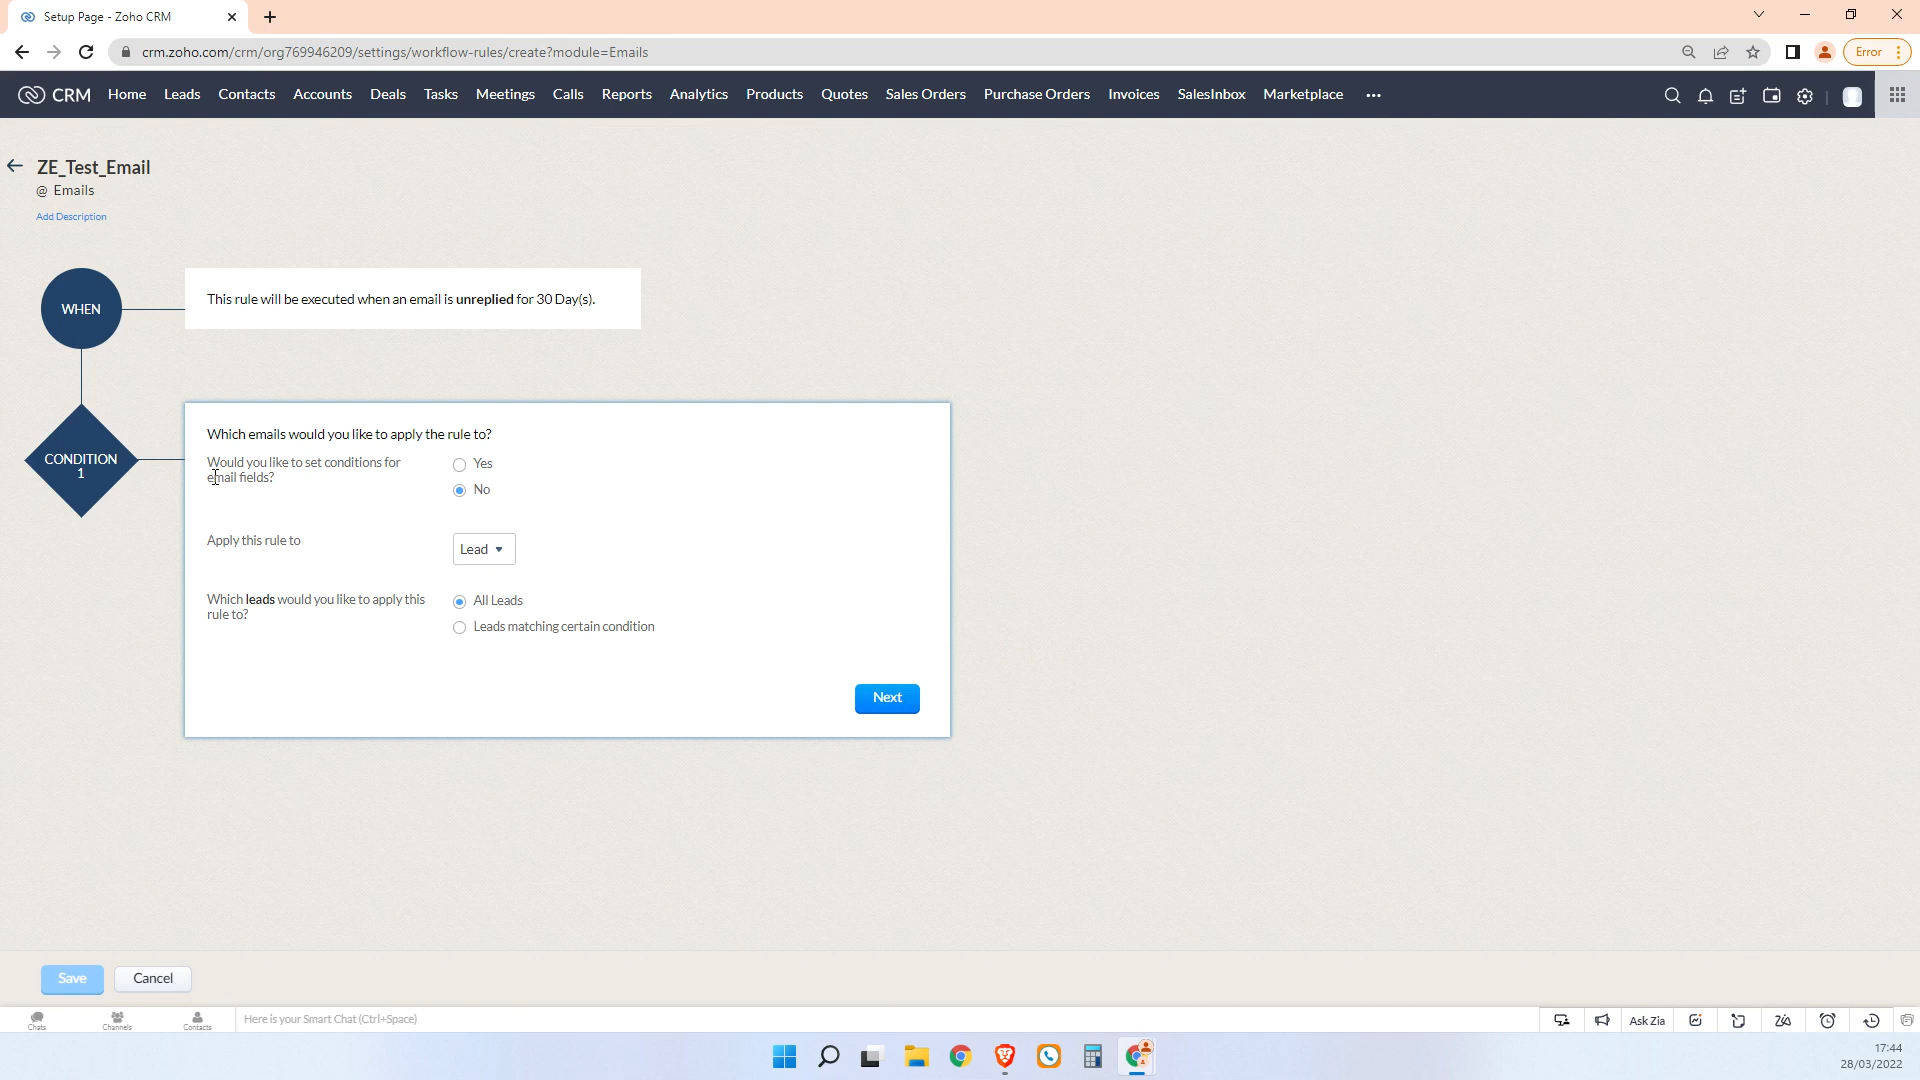 Setup Page - Zoho CRM
crm.zoho.com/crm/org769946209/settings/workflow-rules/create?module=Emails
Error
CRM Home Leads Contacts Accounts Deals Tasks Meetings Calls Reports Analytics Products Quotes Sales Orders Purchase Orders Invoices SalesInbox Marketplace
ZE_Test_Email
@ Emails
Add Description
WHEN
This rule will be executed when an email is unreplied for 30 Day(s).
CONDITION
1
Which emails would you like to apply the rule to?
Would you like to set conditions for
email fields?
Yes
No
Apply this rule to
Lead
Which leads would you like to apply this
rule to?
All Leads
Leads matching certain condition
Next
Save
Cancel
Chats
Channels
Contacts
Here is your Smart Chat (Ctrl+Space)
Ask Zia
17:44
28/03/2022